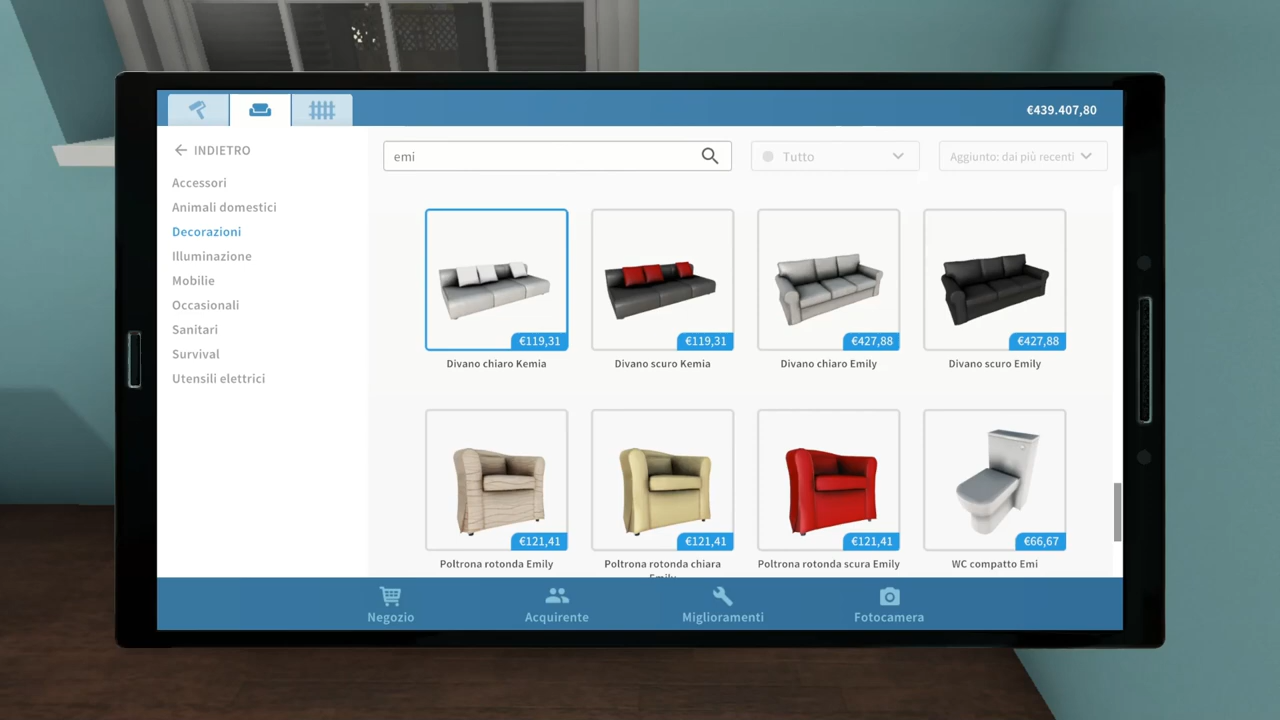 €439.407,80
INDIETRO
Accessori
Animali domestici
Decorazioni
Illuminazione
Mobilie
Occasionali
Sanitari
Survival
Utensili elettrici
emi
Tutto
Aggiunto: dai più recenti
€119,31
€119,31
€427,88
€427,88
Divano chiaro Kemia
Divano scuro Kemia
Divano chiaro Emily
Divano scuro Emily
€121,41
€121,41
€121,41
€66,67
Poltrona rotonda Emily
Poltrona rotonda chiara
Emily
Poltrona rotonda scura Emily
WC compatto Emi
Negozio
Acquirente
Miglioramenti
Fotocamera